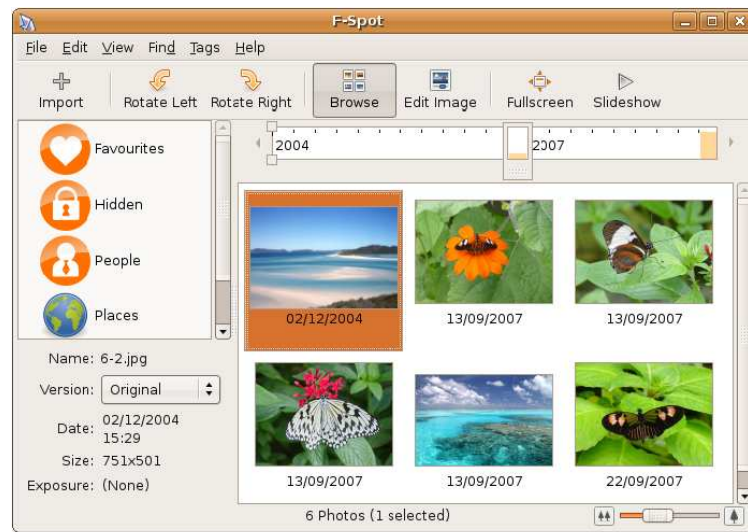 F-Spot
File Edit View Find Tags Help
Import Rotate Left Rotate Right Browse Edit Image Fullscreen Slideshow
Favourites
Hidden
People
Places
2004 2007
02/12/2004 13/09/2007 13/09/2007
13/09/2007 13/09/2007 22/09/2007
Name: 6-2.jpg
Version: Original
Date: 02/12/2004
15:29
Size: 751x501
Exposure: (None)
6 Photos (1 selected)